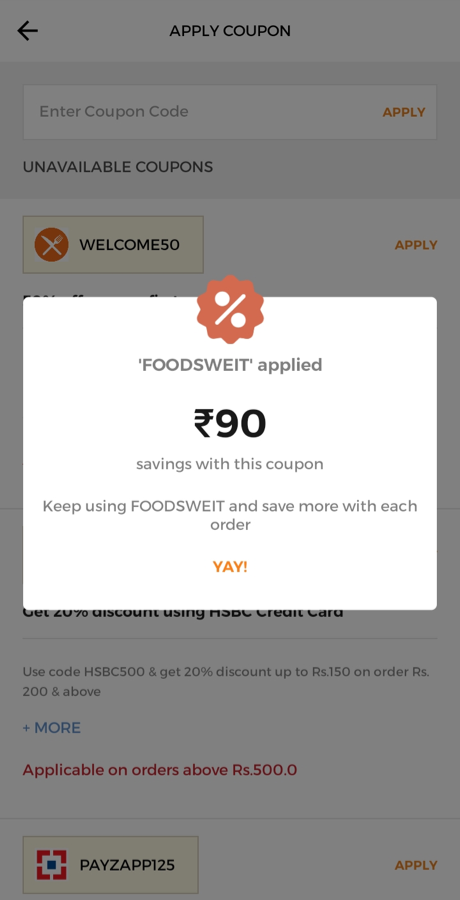 APPLY COUPON
Enter Coupon Code
APPLY
UNAVAILABLE COUPONS
WELCOME50
APPLY
'FOODSWEIT' applied
₹90
savings with this coupon
Keep using FOODSWEIT and save more with each
order
YAY!
Get 20% discount using HSBC Credit Card
Use code HSBC500 & get 20% discount up to Rs.150 on order Rs.
200 & above
+ MORE
Applicable on orders above Rs.500.0
PAYZAPP125
APPLY